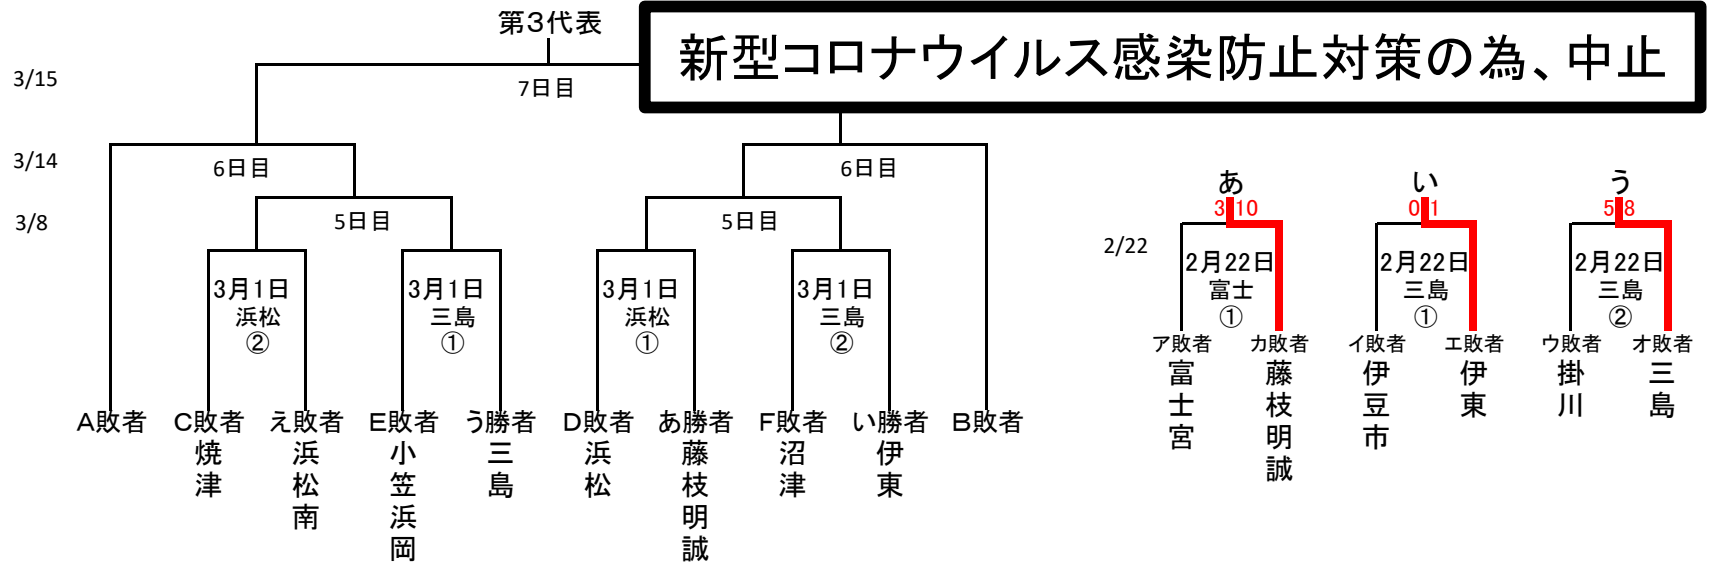 第3代表
新型コロナウイルス感染防止対策の為、中止
3/15
7日目
3/14
6日目
6日目
3/8
5日目
5日目
3月1日
浜松
②
3月1日
三島
①
3月1日
浜松
①
3月1日
三島
②
A敗者
C敗者
焼津
え敗者
浜松南
E敗者
小笠浜岡
う勝者
三島
D敗者
浜松
あ勝者
藤枝明誠
F敗者
沼津
い勝者
伊東
B敗者
2/22
あ
3 10
2月22日
富士
①
ア敗者
富士宮
カ敗者
藤枝明誠
い
0 1
2月22日
三島
①
イ敗者
伊豆市
エ敗者
伊東
う
5 8
2月22日
三島
②
ウ敗者
掛川
オ敗者
三島